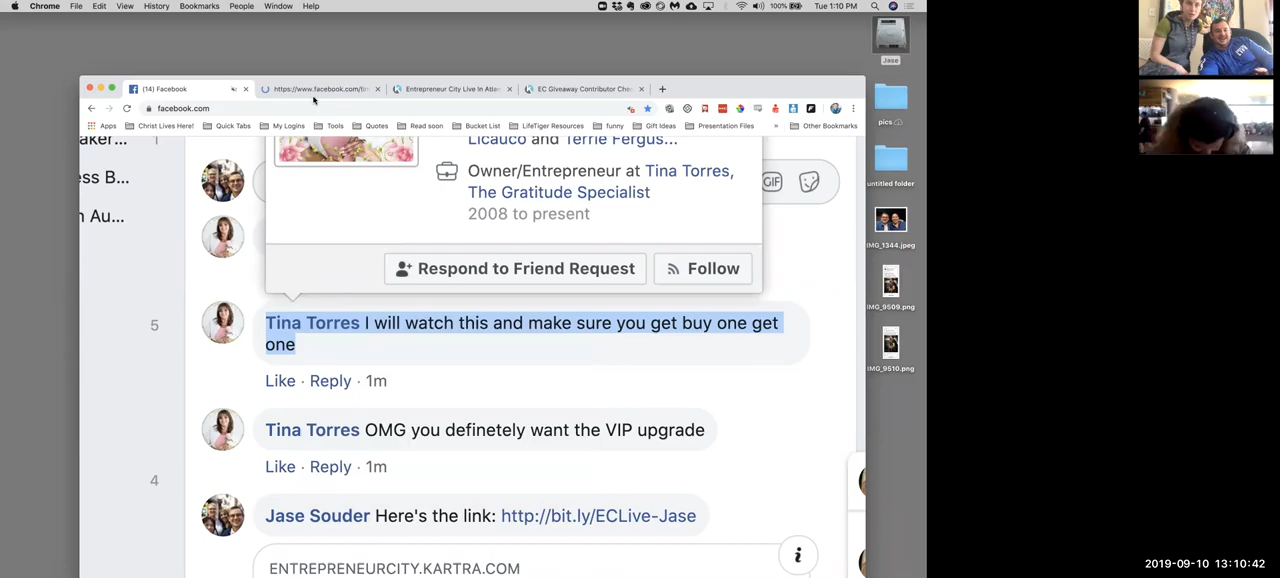 Chrome File Edit View History Bookmarks People Window Help
100% Tue 1:10 PM
(14) Facebook
https://www.facebook.com/tin
Entrepreneur City Live In Atla
EC Giveaway Contributor Chec
facebook.com
Apps Christ Lives Here! Quick Tabs My Logins Tools Quotes Read soon Bucket List LifeTiger Resources funny Gift Ideas Presentation Files » Other Bookmarks
aker...
1
ess B...
n Au...
5
4
Licauco and Terrie Fergus...
Owner/Entrepreneur at Tina Torres,
The Gratitude Specialist
2008 to present
GIF
Respond to Friend Request
Follow
Tina Torres I will watch this and make sure you get buy one get
one
Like · Reply · 1m
Tina Torres OMG you definetely want the VIP upgrade
Like · Reply · 1m
Jase Souder Here's the link: http://bit.ly/ECLive-Jase
ENTREPRENEURCITY.KARTRA.COM
i
Jase
pics
untitled folder
IMG_1344.jpeg
IMG_9509.png
IMG_9510.png
2019-09-10 13:10:42